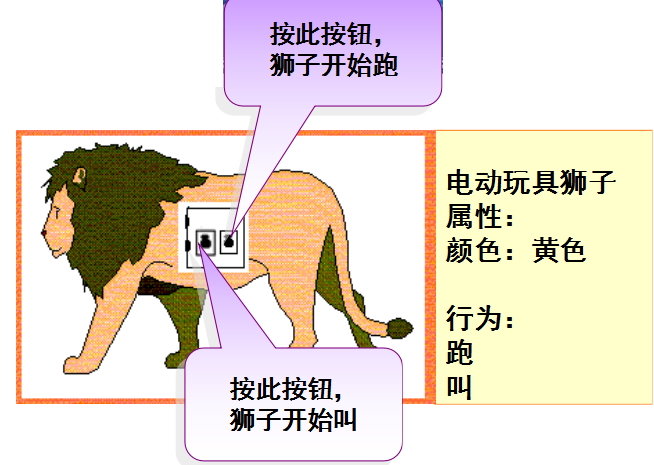 按此按钮，
狮子开始跑
电动玩具狮子
属性：
颜色：黄色
行为：
跑
叫
按此按钮，
狮子开始叫